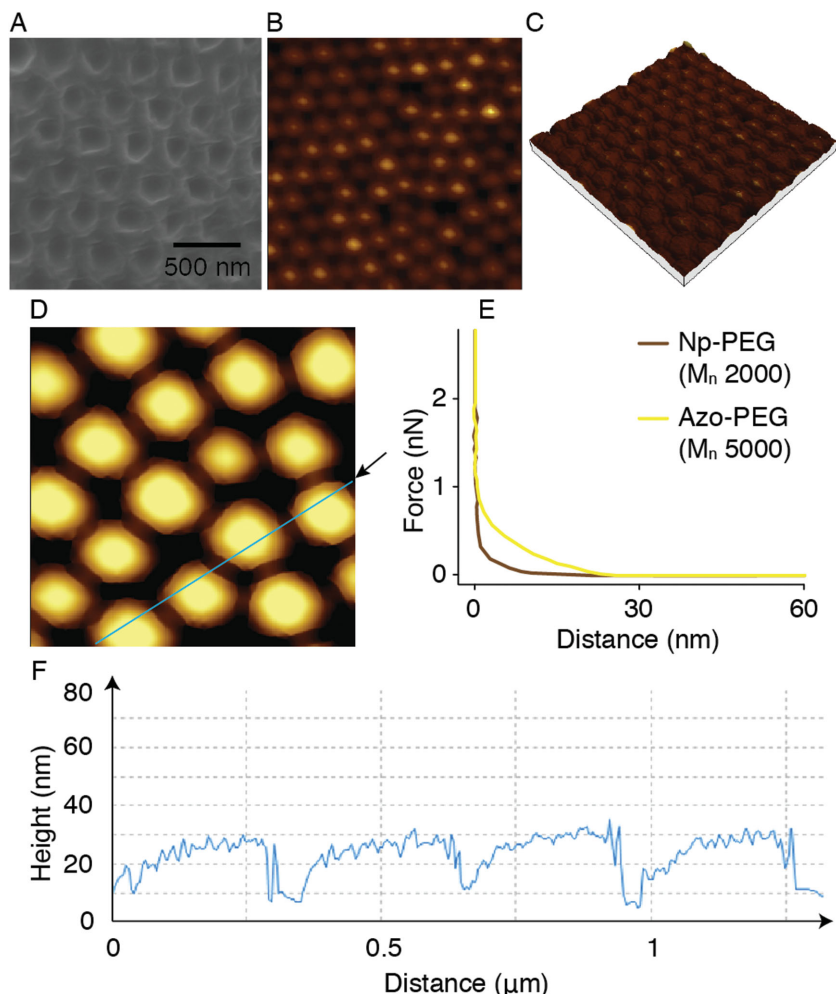 A
B
C
500 nm
D
E
Np-PEG
(Mn 2000)
Azo-PEG
(Mn 5000)
Force (nN)
2
1
0
0
30
60
Distance (nm)
F
Height (nm)
80
60
40
20
0
0
0.5
1
Distance (μm)